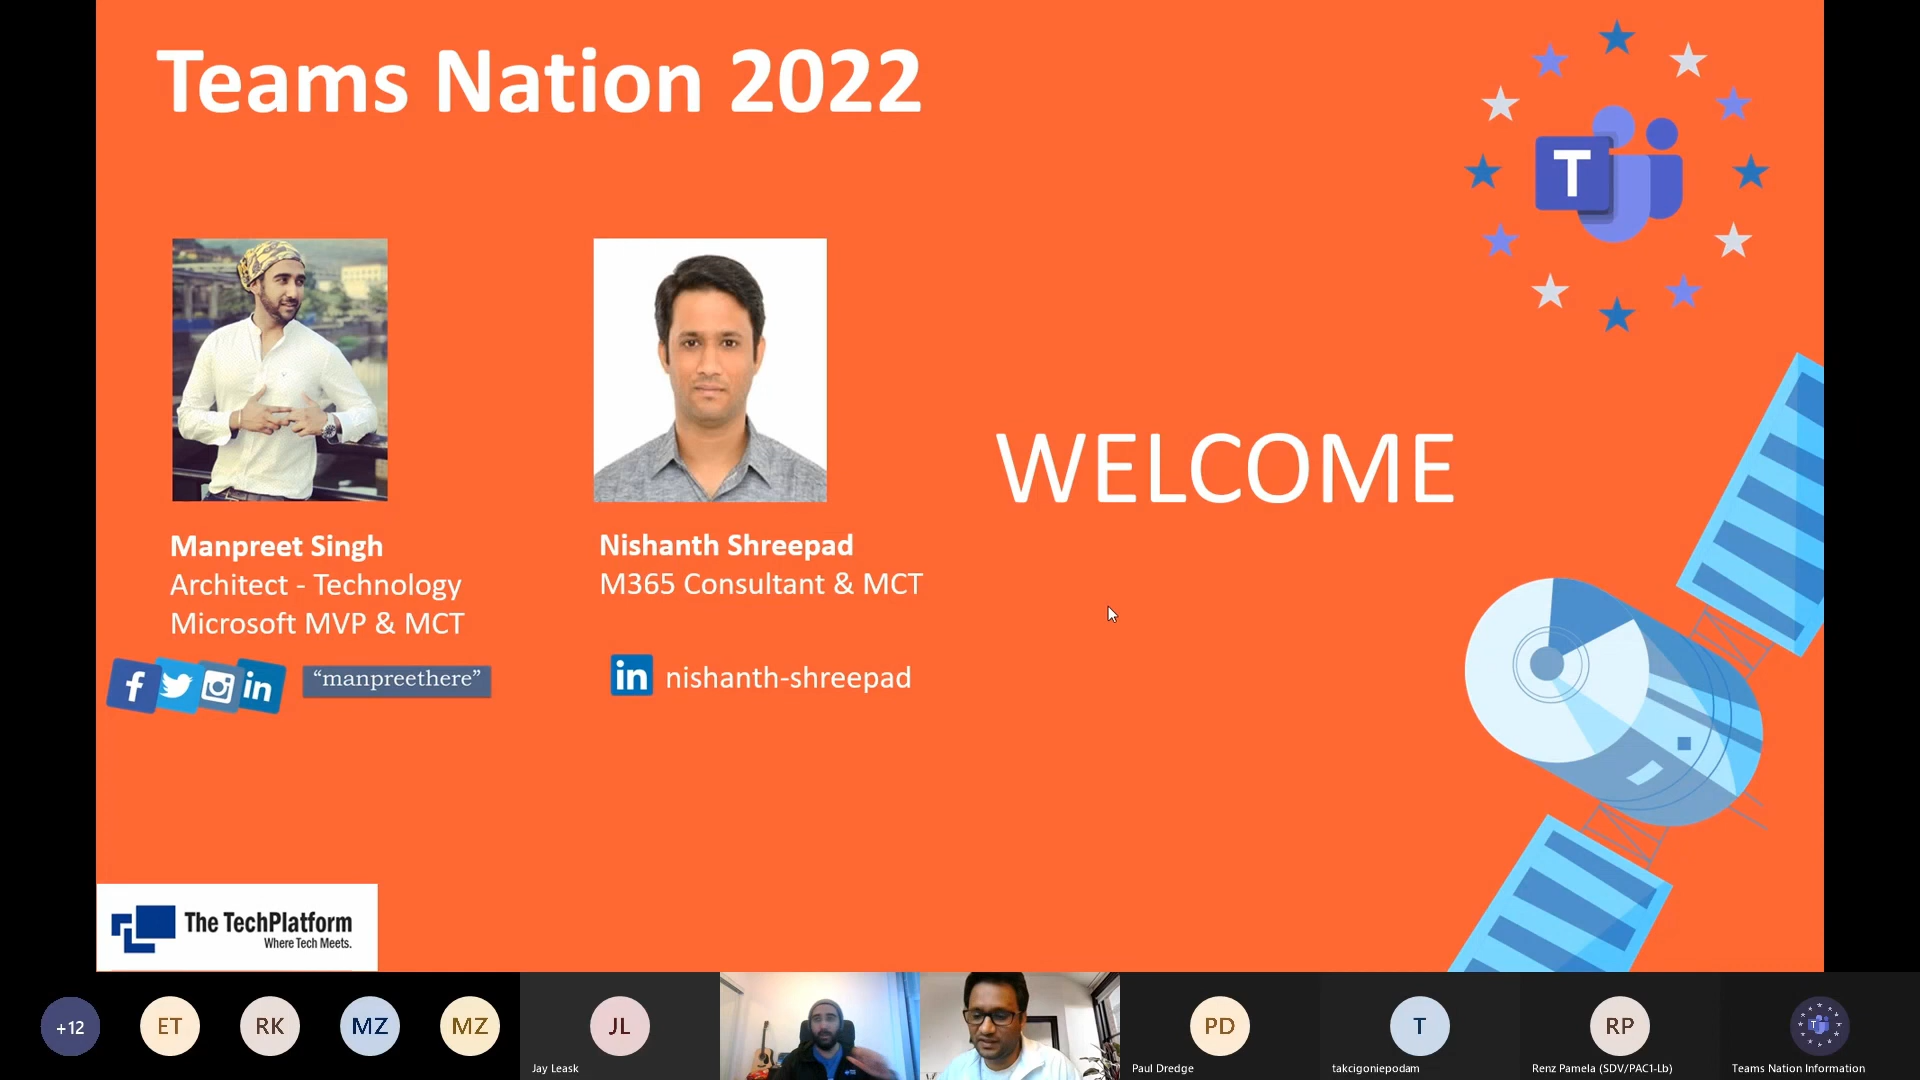 Teams Nation 2022
T
WELCOME
Manpreet Singh
Architect - Technology
Microsoft MVP & MCT
“manpreethere”
Nishanth Shreepad
M365 Consultant & MCT
in nishanth-shreepad
The TechPlatform
Where Tech Meets.
+12
ET
RK
MZ
MZ
JL
Jay Leask
PD
Paul Dredge
T
takcigoniepodam
RP
Renz Pamela (SDV/PAC1-Lb)
Teams Nation Information